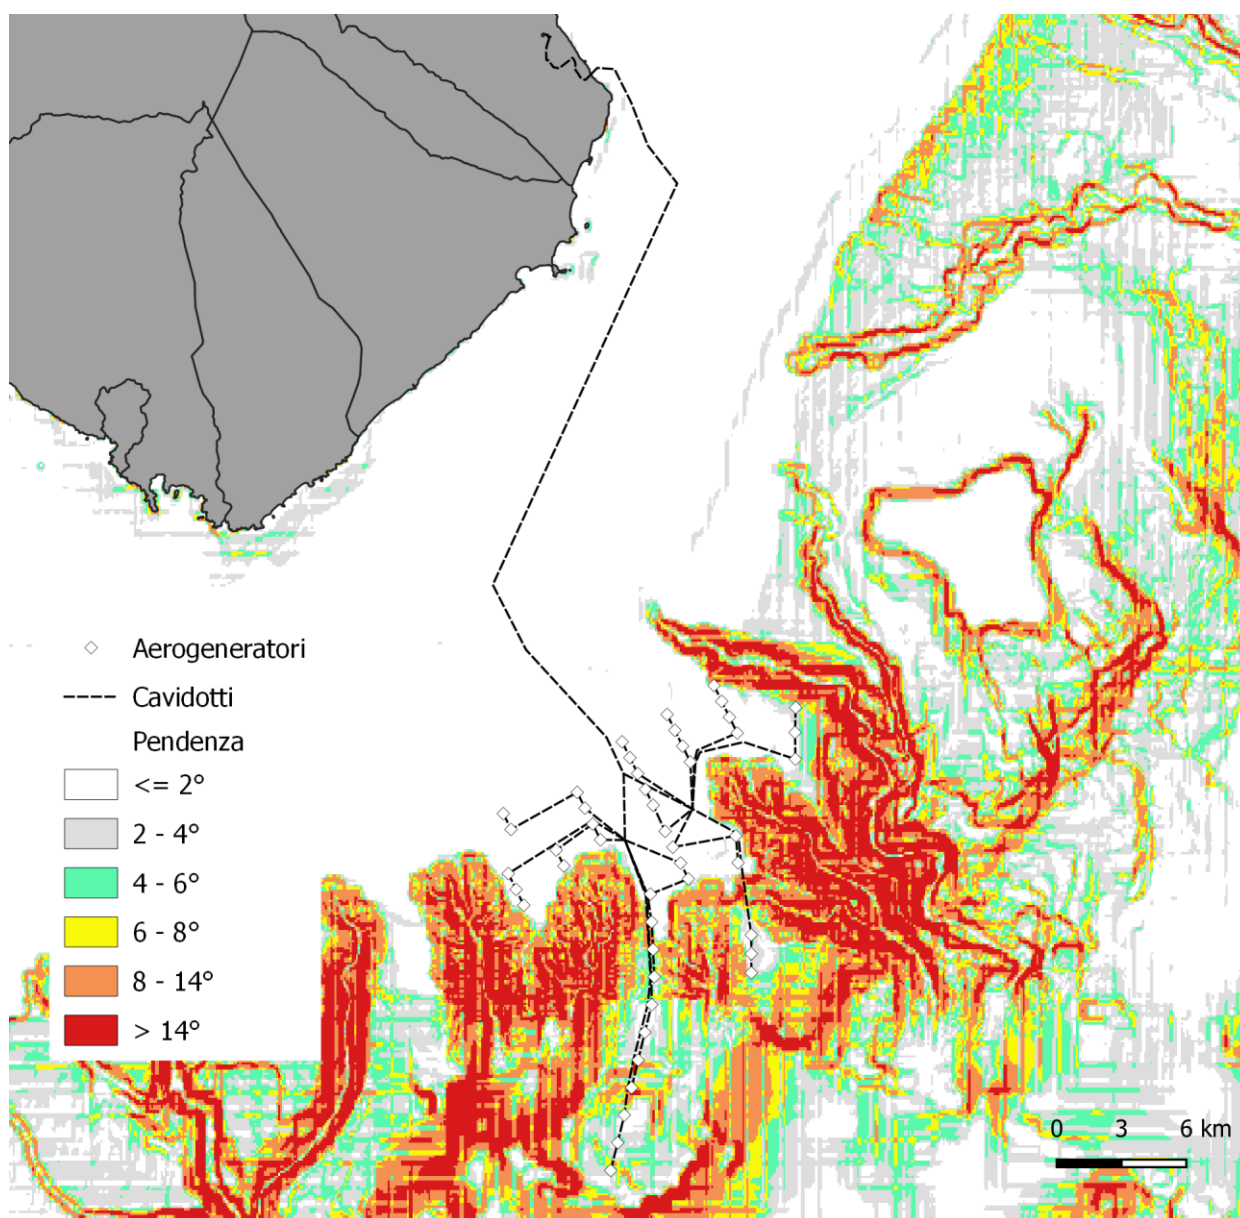 Aerogeneratori
Cavidotti
Pendenza
<= 2°
2 - 4°
4 - 6°
6 - 8°
8 - 14°
> 14°
0 3 6 km